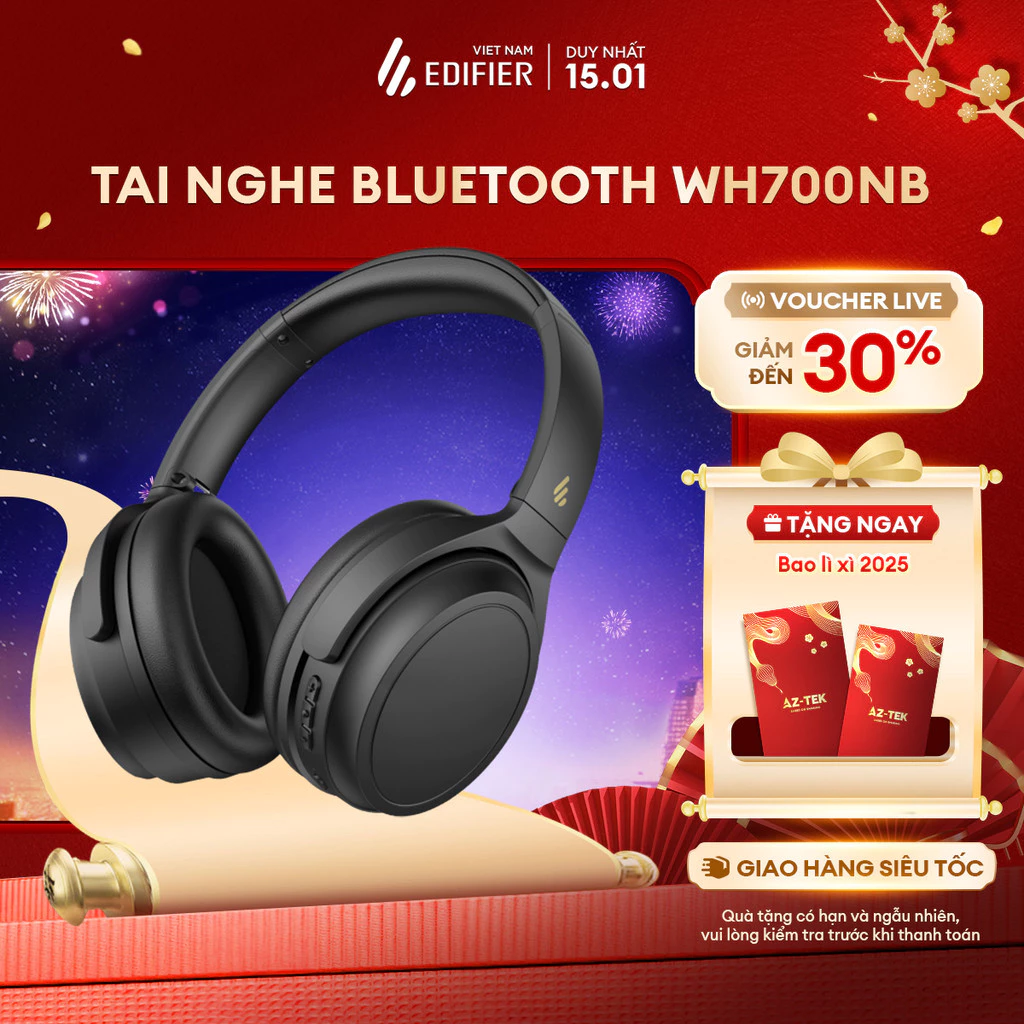 VIET NAM
EDIFIER
DUY NHẤT
15.01
TAI NGHE BLUETOOTH WH700NB
VOUCHER LIVE
GIẢM
ĐẾN
30%
TẶNG NGAY
Bao lì xì 2025
AZ-TEK
AZ-TEK
GIAO HÀNG SIÊU TỐC
Quà tặng có hạn và ngẫu nhiên,
vui lòng kiểm tra trước khi thanh toán